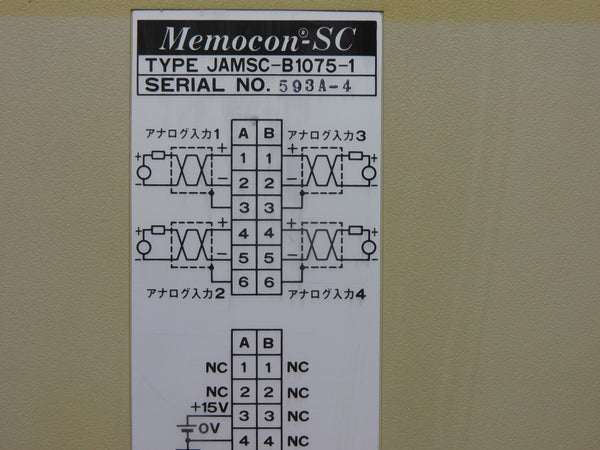 Memocon®-SC
TYPE JAMSC-B1075-1
SERIAL NO. 593A-4
アナログ入力1 A B アナログ入力3
+ + 1 1 + +
- - 2 2 - -
3 3
+ + 4 4 + +
- - 5 5 - -
6 6
アナログ入力2 アナログ入力4
A B
NC 1 1 NC
NC 2 2 NC
+15V 3 3 NC
0V 4 4 NC